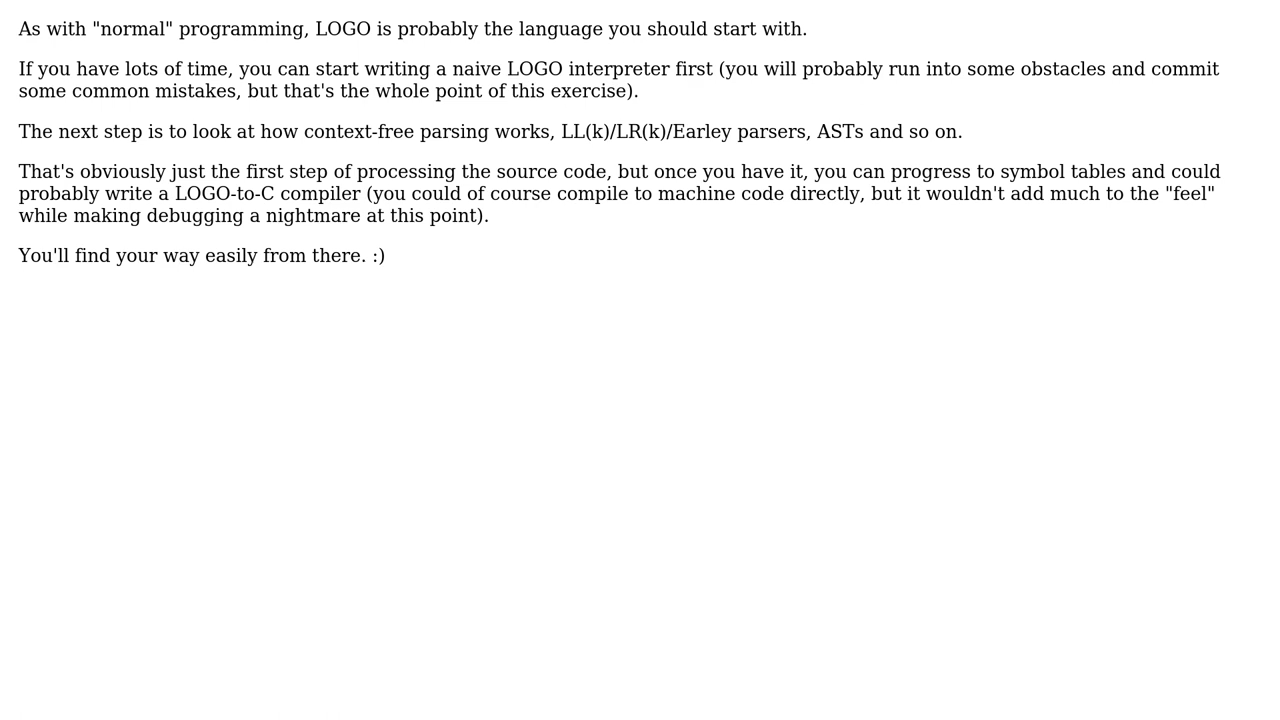 As with "normal" programming, LOGO is probably the language you should start with.
If you have lots of time, you can start writing a naive LOGO interpreter first (you will probably run into some obstacles and commit
some common mistakes, but that's the whole point of this exercise).
The next step is to look at how context-free parsing works, LL(k)/LR(k)/Earley parsers, ASTs and so on.
That's obviously just the first step of processing the source code, but once you have it, you can progress to symbol tables and could
probably write a LOGO-to-C compiler (you could of course compile to machine code directly, but it wouldn't add much to the "feel"
while making debugging a nightmare at this point).
You'll find your way easily from there. :)